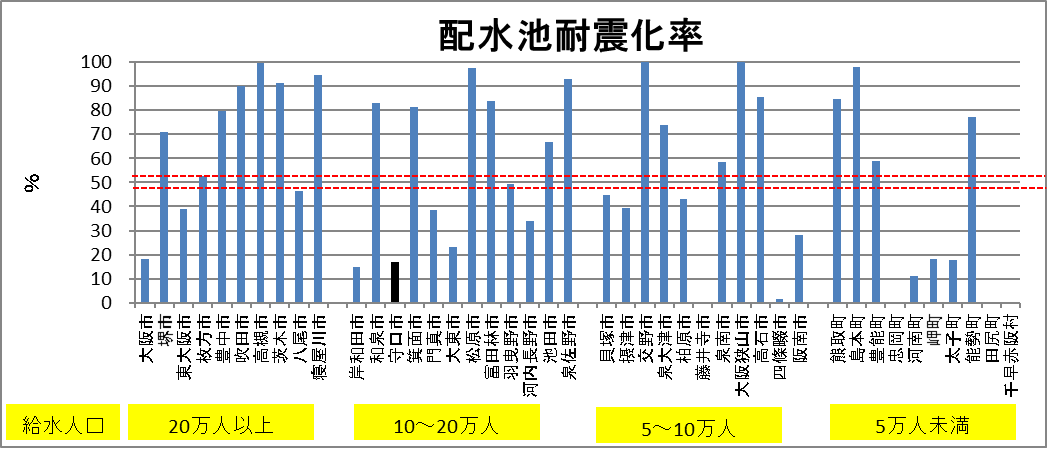 配水池耐震化率
%
100
90
80
70
60
50
40
30
20
10
0
大阪市
堺市
東大阪市
枚方市
豊中市
吹田市
高槻市
茨木市
八尾市
寝屋川市
岸和田市
和泉市
守口市
箕面市
門真市
大東市
松原市
富田林市
羽曳野市
河内長野市
池田市
泉佐野市
貝塚市
摂津市
交野市
泉大津市
柏原市
藤井寺市
泉南市
大阪狭山市
高石市
四條畷市
阪南市
熊取町
島本町
豊能町
忠岡町
河南町
岬町
太子町
能勢町
田尻町
千早赤阪村
給水人口
20万人以上
10～20万人
5～10万人
5万人未満